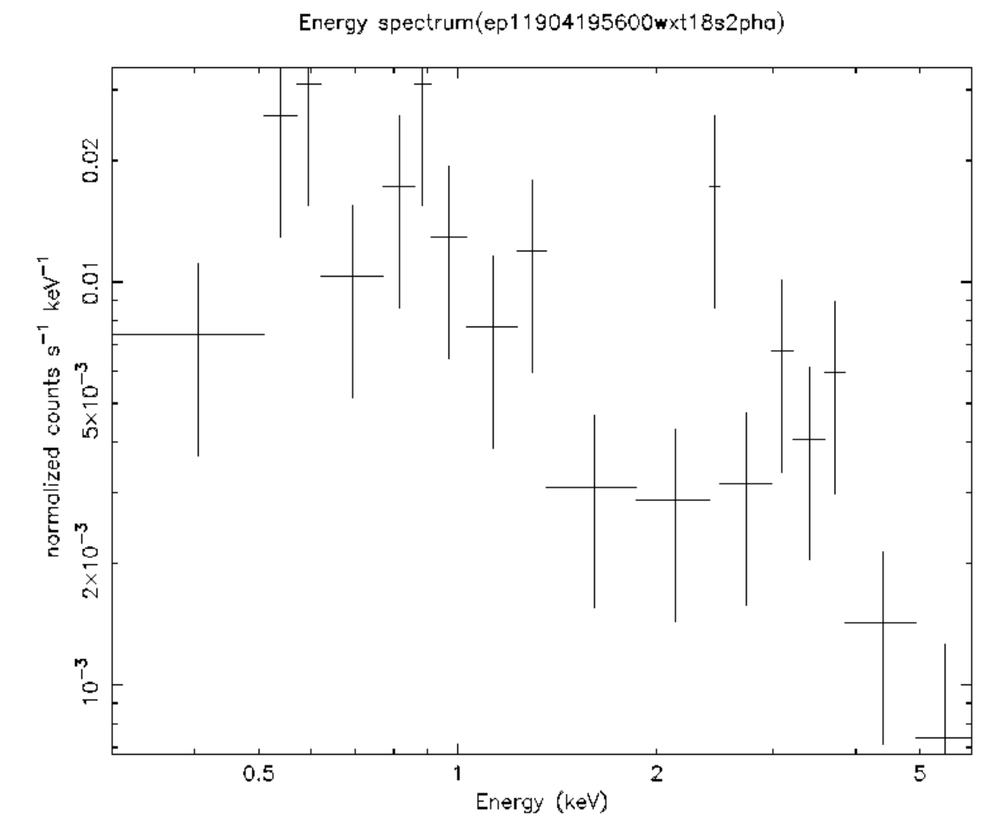 Energy spectrum(ep11904195600wxt18s2pha)
normalized counts s⁻¹ keV⁻¹
0.02
0.01
5×10⁻³
2×10⁻³
10⁻³
0.5 1 2 5
Energy (keV)